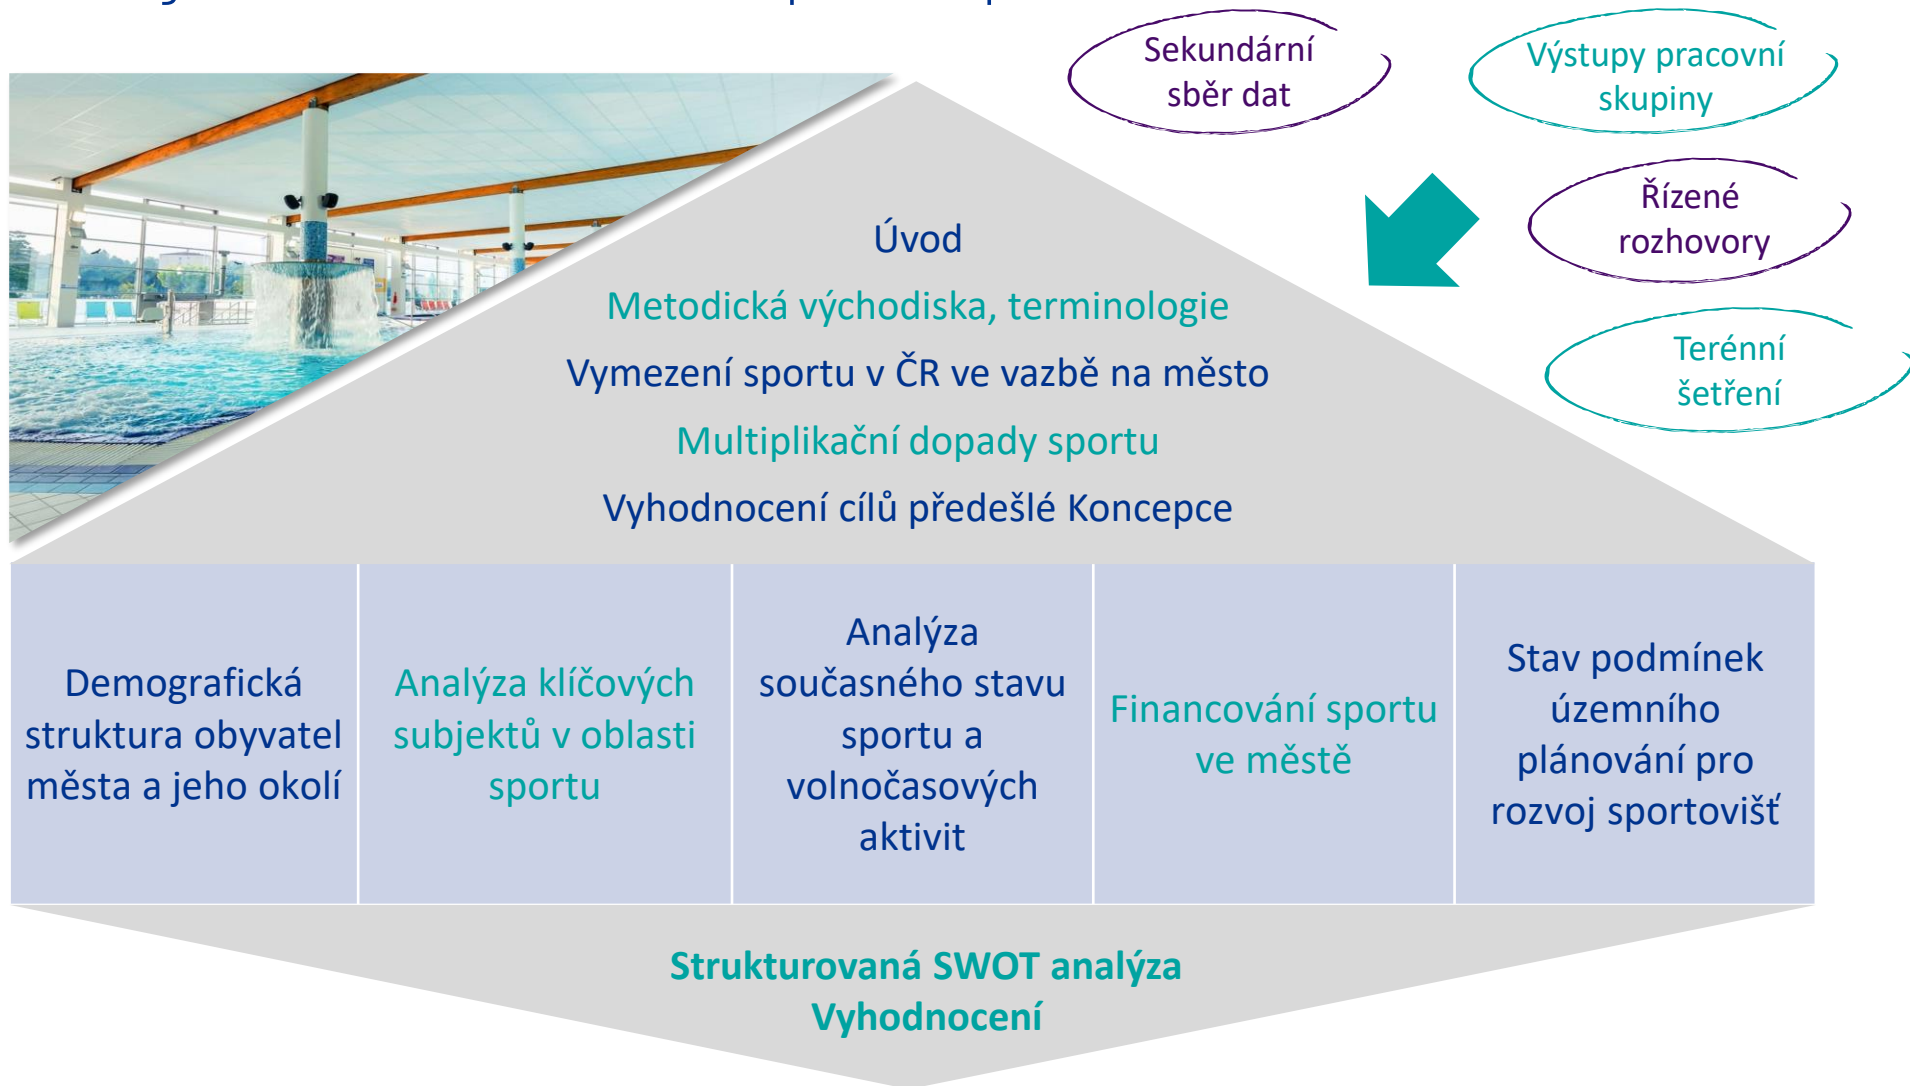 Sekundární
sběr dat
Výstupy pracovní
skupiny
Řízené
rozhovory
Terénní
šetření
Úvod
Metodická východiska, terminologie
Vymezení sportu v ČR ve vazbě na město
Multiplikační dopady sportu
Vyhodnocení cílů předešlé Koncepce
Demografická
struktura obyvatel
města a jeho okolí
Analýza klíčových
subjektů v oblasti
sportu
Analýza
současného stavu
sportu a
volnočasových
aktivit
Financování sportu
ve městě
Stav podmínek
územního
plánování pro
rozvoj sportovišť
Strukturovaná SWOT analýza
Vyhodnocení